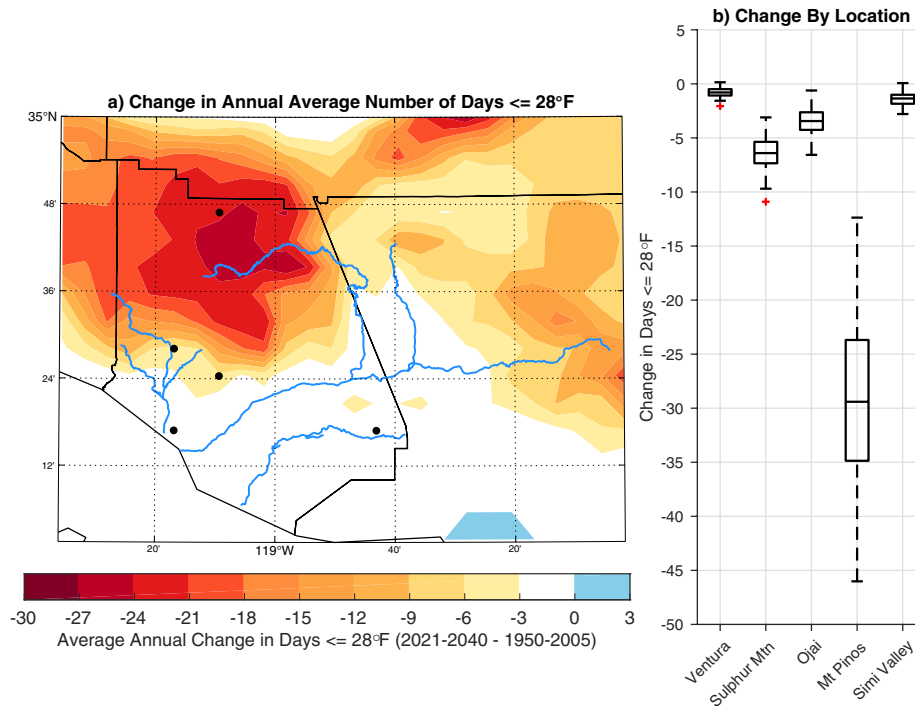 a) Change in Annual Average Number of Days <= 28°F
35°N
48'
36'
24'
12'
20'
119°W
40'
20'
-30
-27
-24
-21
-18
-15
-12
-9
-6
-3
0
3
Average Annual Change in Days <= 28°F (2021-2040 - 1950-2005)
b) Change By Location
Change in Days <= 28°F
5
0
-5
-10
-15
-20
-25
-30
-35
-40
-45
-50
Ventura
Sulphur Mtn
Ojai
Mt Pinos
Simi Valley